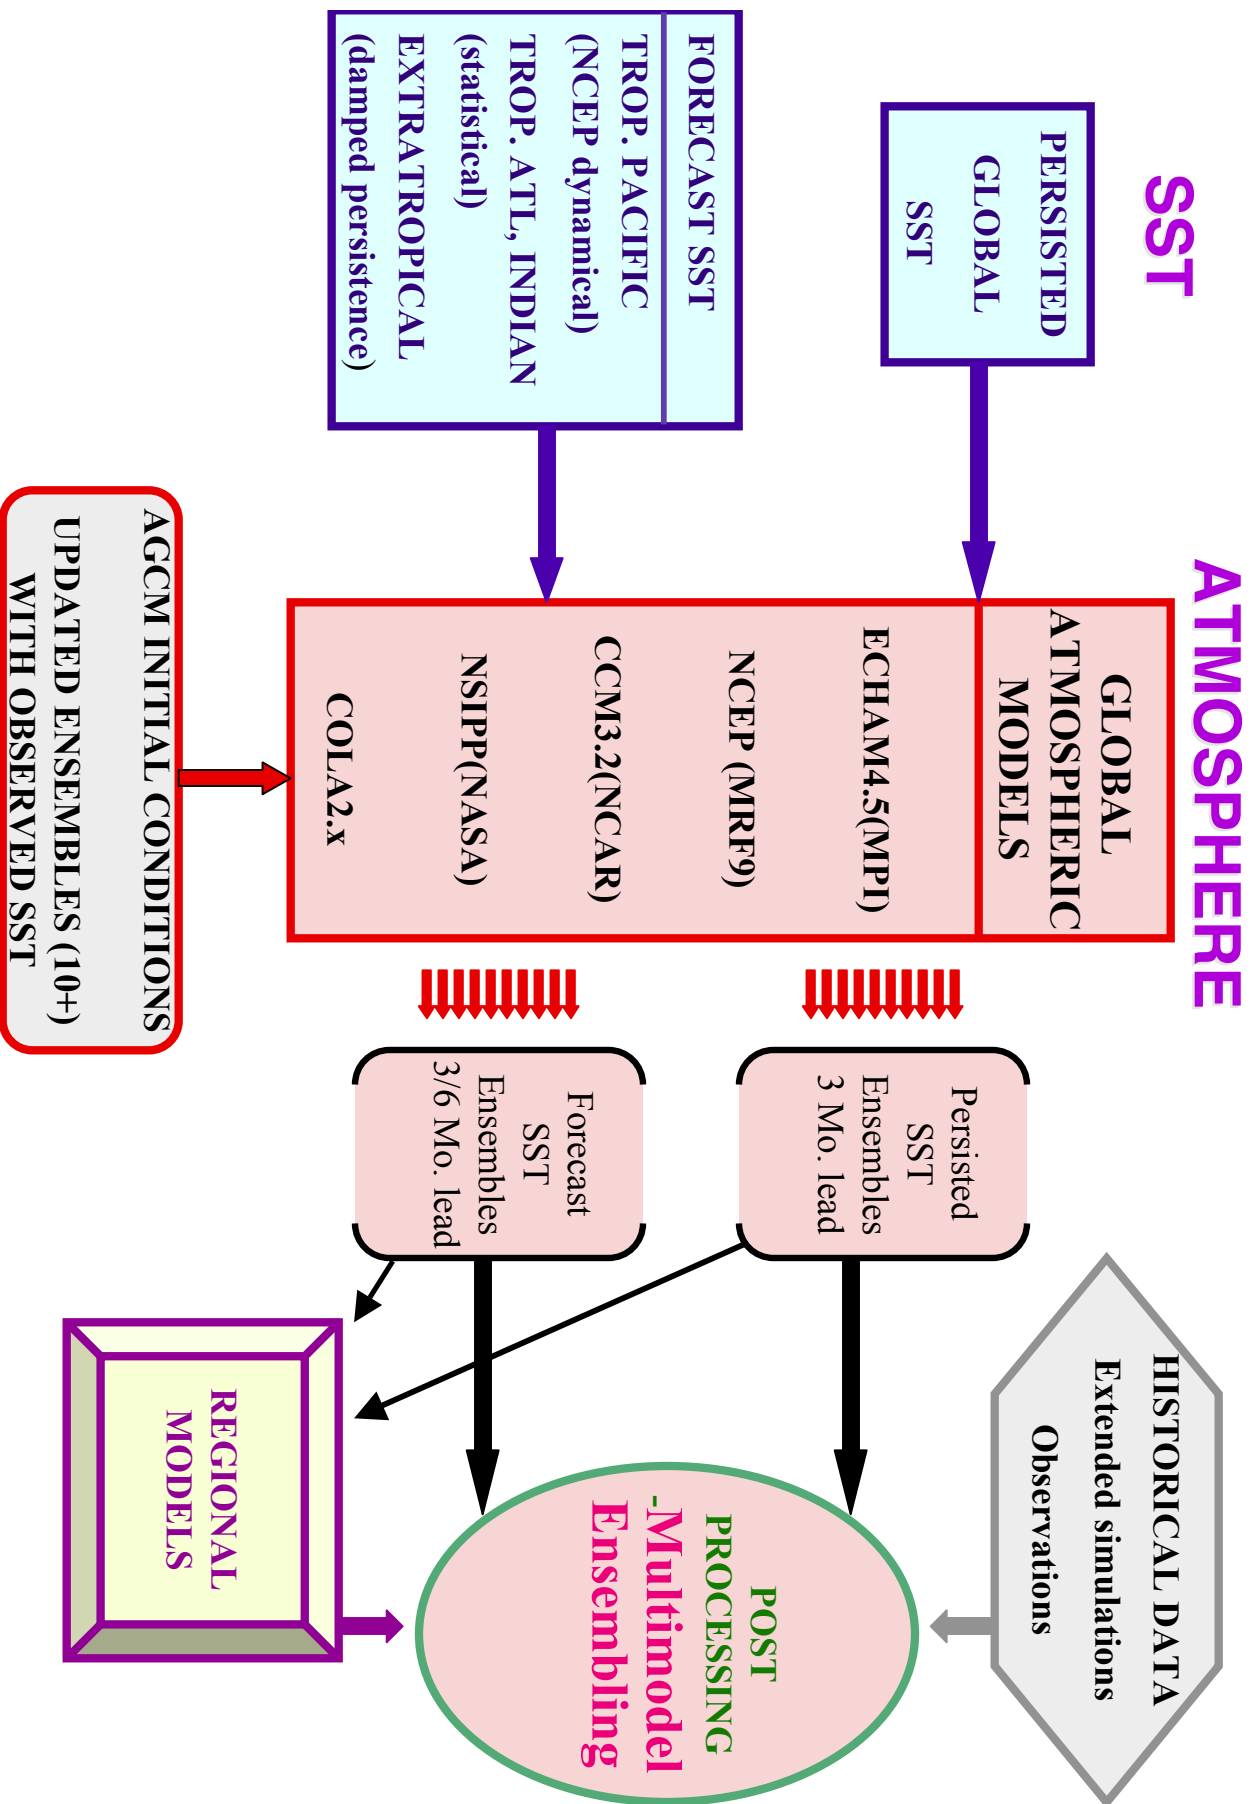 SST
ATMOSPHERE
PERSISTED
GLOBAL
SST
FORECAST SST
TROP. PACIFIC
(NCEP dynamical)
TROP. ATL, INDIAN
(statistical)
EXTRATROPICAL
(damped persistence)
GLOBAL
ATMOSPHERIC
MODELS
ECHAM4.5(MPI)
NCEP (MRF9)
CCM3.2(NCAR)
NSIPP(NASA)
COLA2.x
AGCM INITIAL CONDITIONS
UPDATED ENSEMBLES (10+)
WITH OBSERVED SST
Persisted
SST
Ensembles
3 Mo. lead
Forecast
SST
Ensembles
3/6 Mo. lead
HISTORICAL DATA
Extended simulations
Observations
POST
PROCESSING
-Multimodel
Ensembling
REGIONAL
MODELS